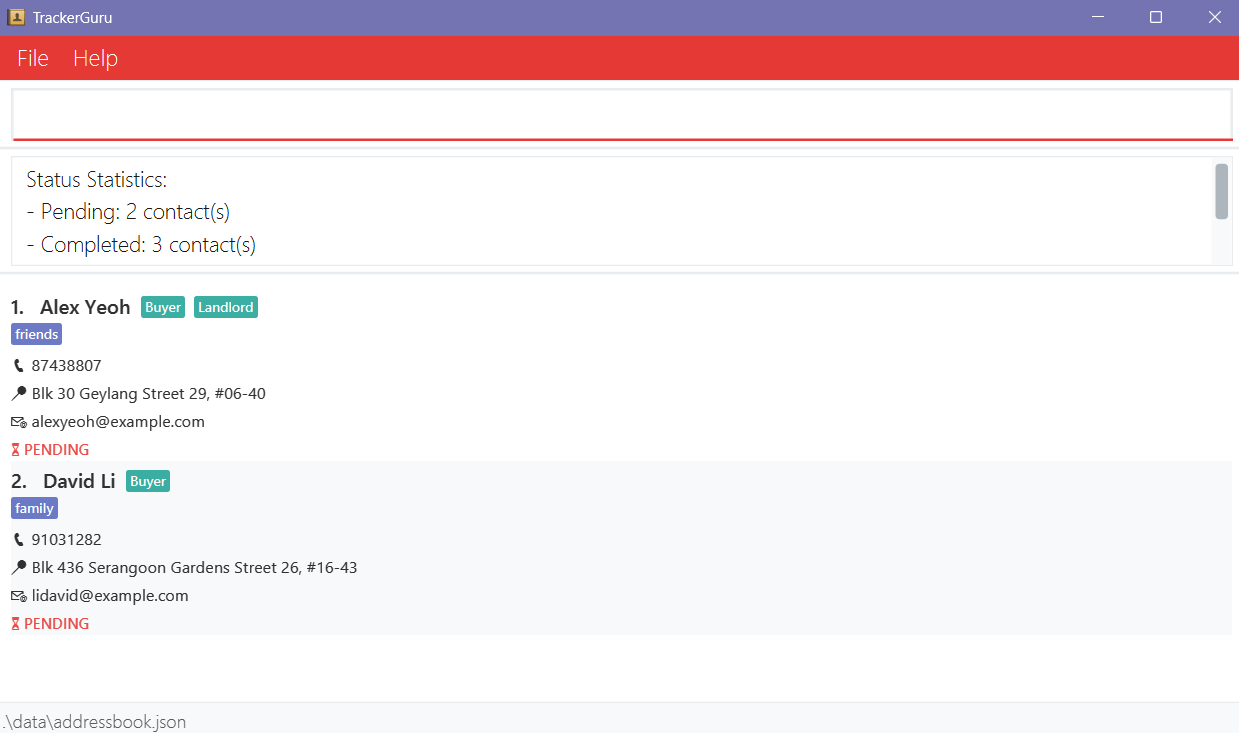 TrackerGuru
File Help
Status Statistics:
- Pending: 2 contact(s)
- Completed: 3 contact(s)
1. Alex Yeoh Buyer Landlord
friends
87438807
Blk 30 Geylang Street 29, #06-40
alexyeoh@example.com
PENDING
2. David Li Buyer
family
91031282
Blk 436 Serangoon Gardens Street 26, #16-43
lidavid@example.com
PENDING
.\data\addressbook.json